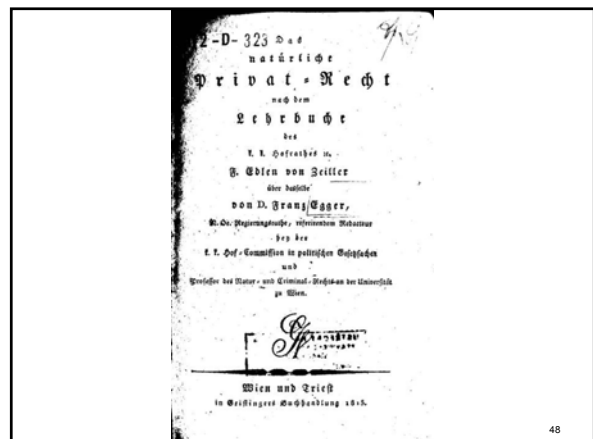 2-D-323 Das
natürliche
Privat-Recht
nach dem
Lehrbuche
des
k. k. Hofrathes ꝛc.
F. Edlen von Zeiller
über dasselbe
von D. Franz Egger,
N. Oe. Regierungsrathe, referirendem Redacteur
bey der
k. k. Hof-Commission in politischen Gesetzsachen
und
Professor des Natur- und Criminal-Rechts an der Universität
zu Wien.
Wien und Triest
in Geistingers Buchhandlung 1815.
48